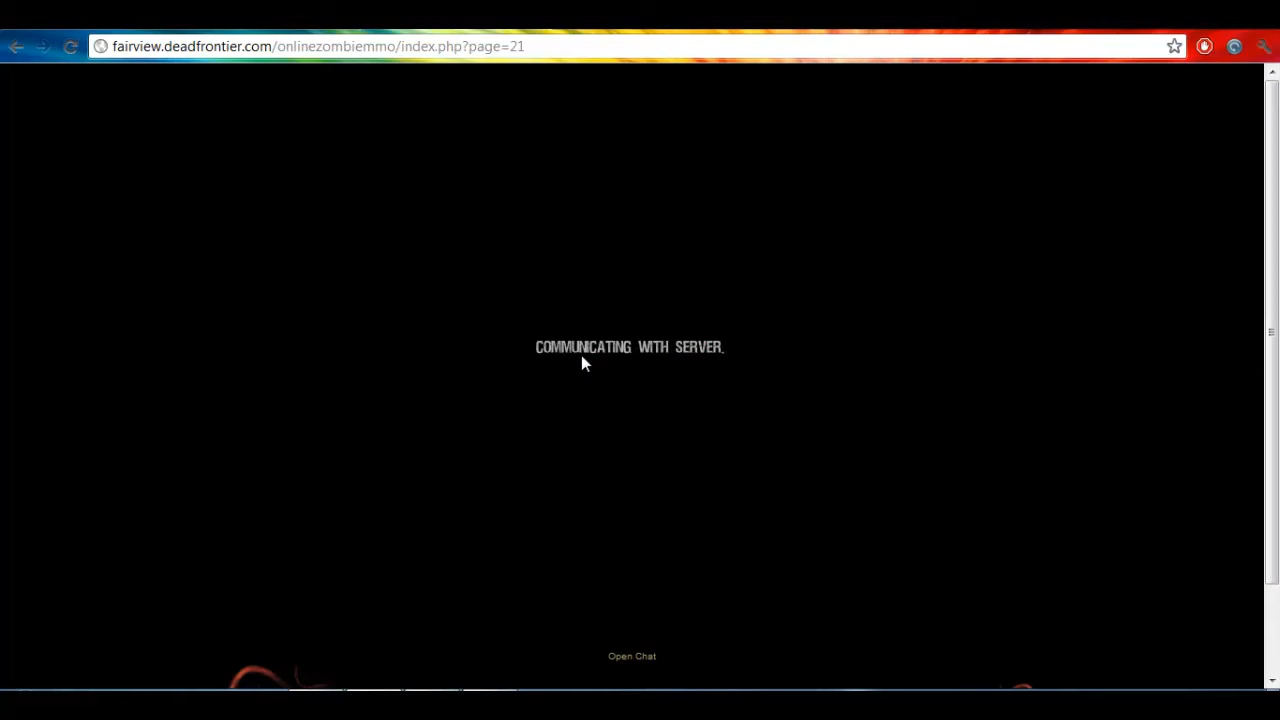 fairview.deadfrontier.com/onlinezombiemmo/index.php?page=21
COMMUNICATING WITH SERVER.
Open Chat